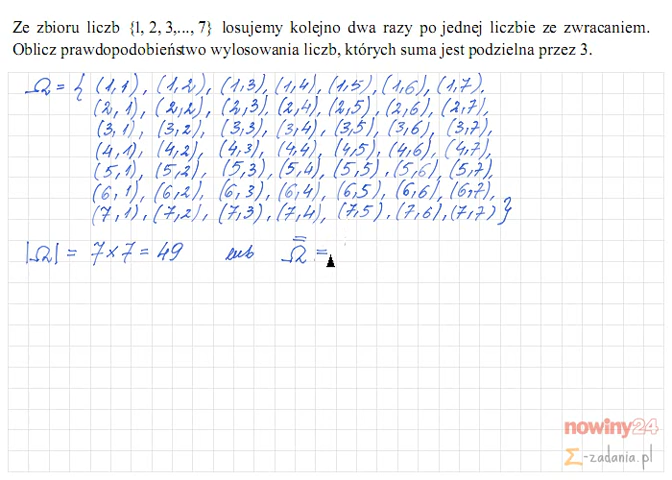 Ze zbioru liczb {1, 2, 3,..., 7} losujemy kolejno dwa razy po jednej liczbie ze zwracaniem.
Oblicz prawdopodobieństwo wylosowania liczb, których suma jest podzielna przez 3.
Ω = { (1,1), (1,2), (1,3), (1,4), (1,5), (1,6), (1,7),
(2,1), (2,2), (2,3), (2,4), (2,5), (2,6), (2,7),
(3,1), (3,2), (3,3), (3,4), (3,5), (3,6), (3,7),
(4,1), (4,2), (4,3), (4,4), (4,5), (4,6), (4,7),
(5,1), (5,2), (5,3), (5,4), (5,5), (5,6), (5,7),
(6,1), (6,2), (6,3), (6,4), (6,5), (6,6), (6,7),
(7,1), (7,2), (7,3), (7,4), (7,5), (7,6), (7,7) }
|Ω| = 7 × 7 = 49 lub Ω̿ =
nowiny24
Σ-zadania.pl